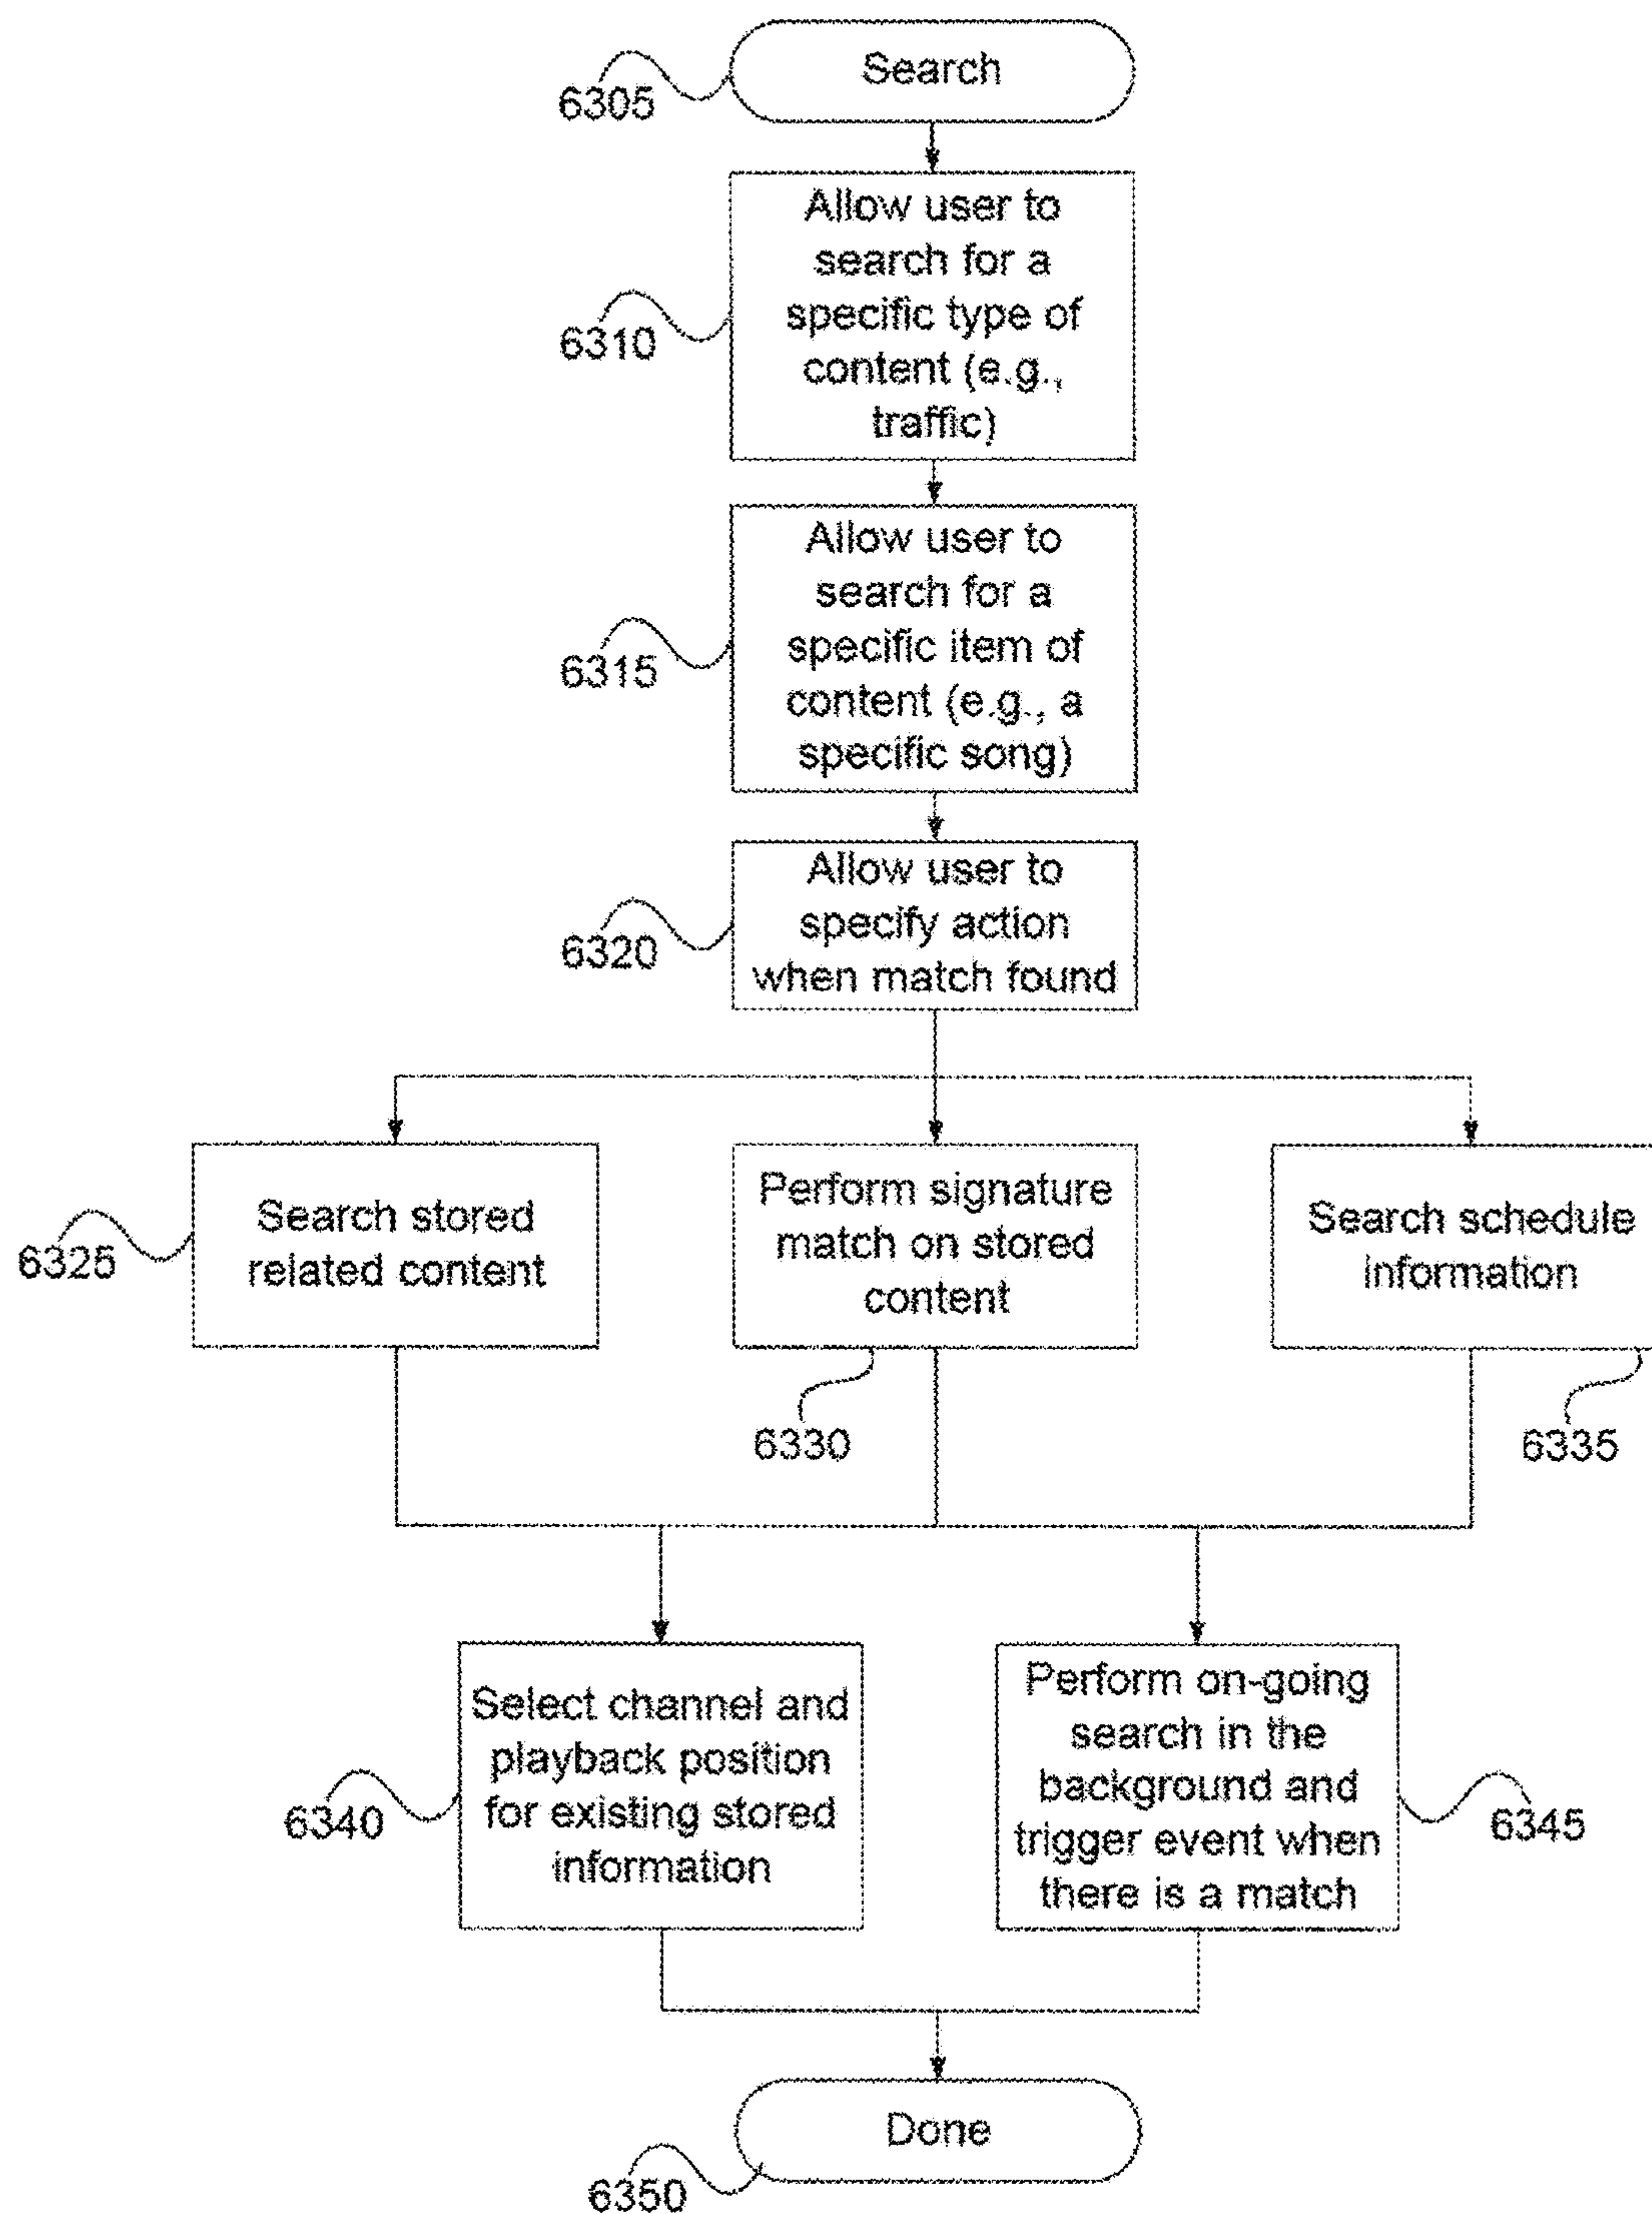 Search
6305
Allow user to
search for a
specific type of
content (e.g.,
traffic)
6310
Allow user to
search for a
specific item of
content (e.g., a
specific song)
6315
Allow user to
specify action
when match found
6320
Search stored
related content
6325
Perform signature
match on stored
content
6330
Search schedule
information
6335
Select channel and
playback position
for existing stored
information
6340
Perform on-going
search in the
background and
trigger event when
there is a match
6345
Done
6350